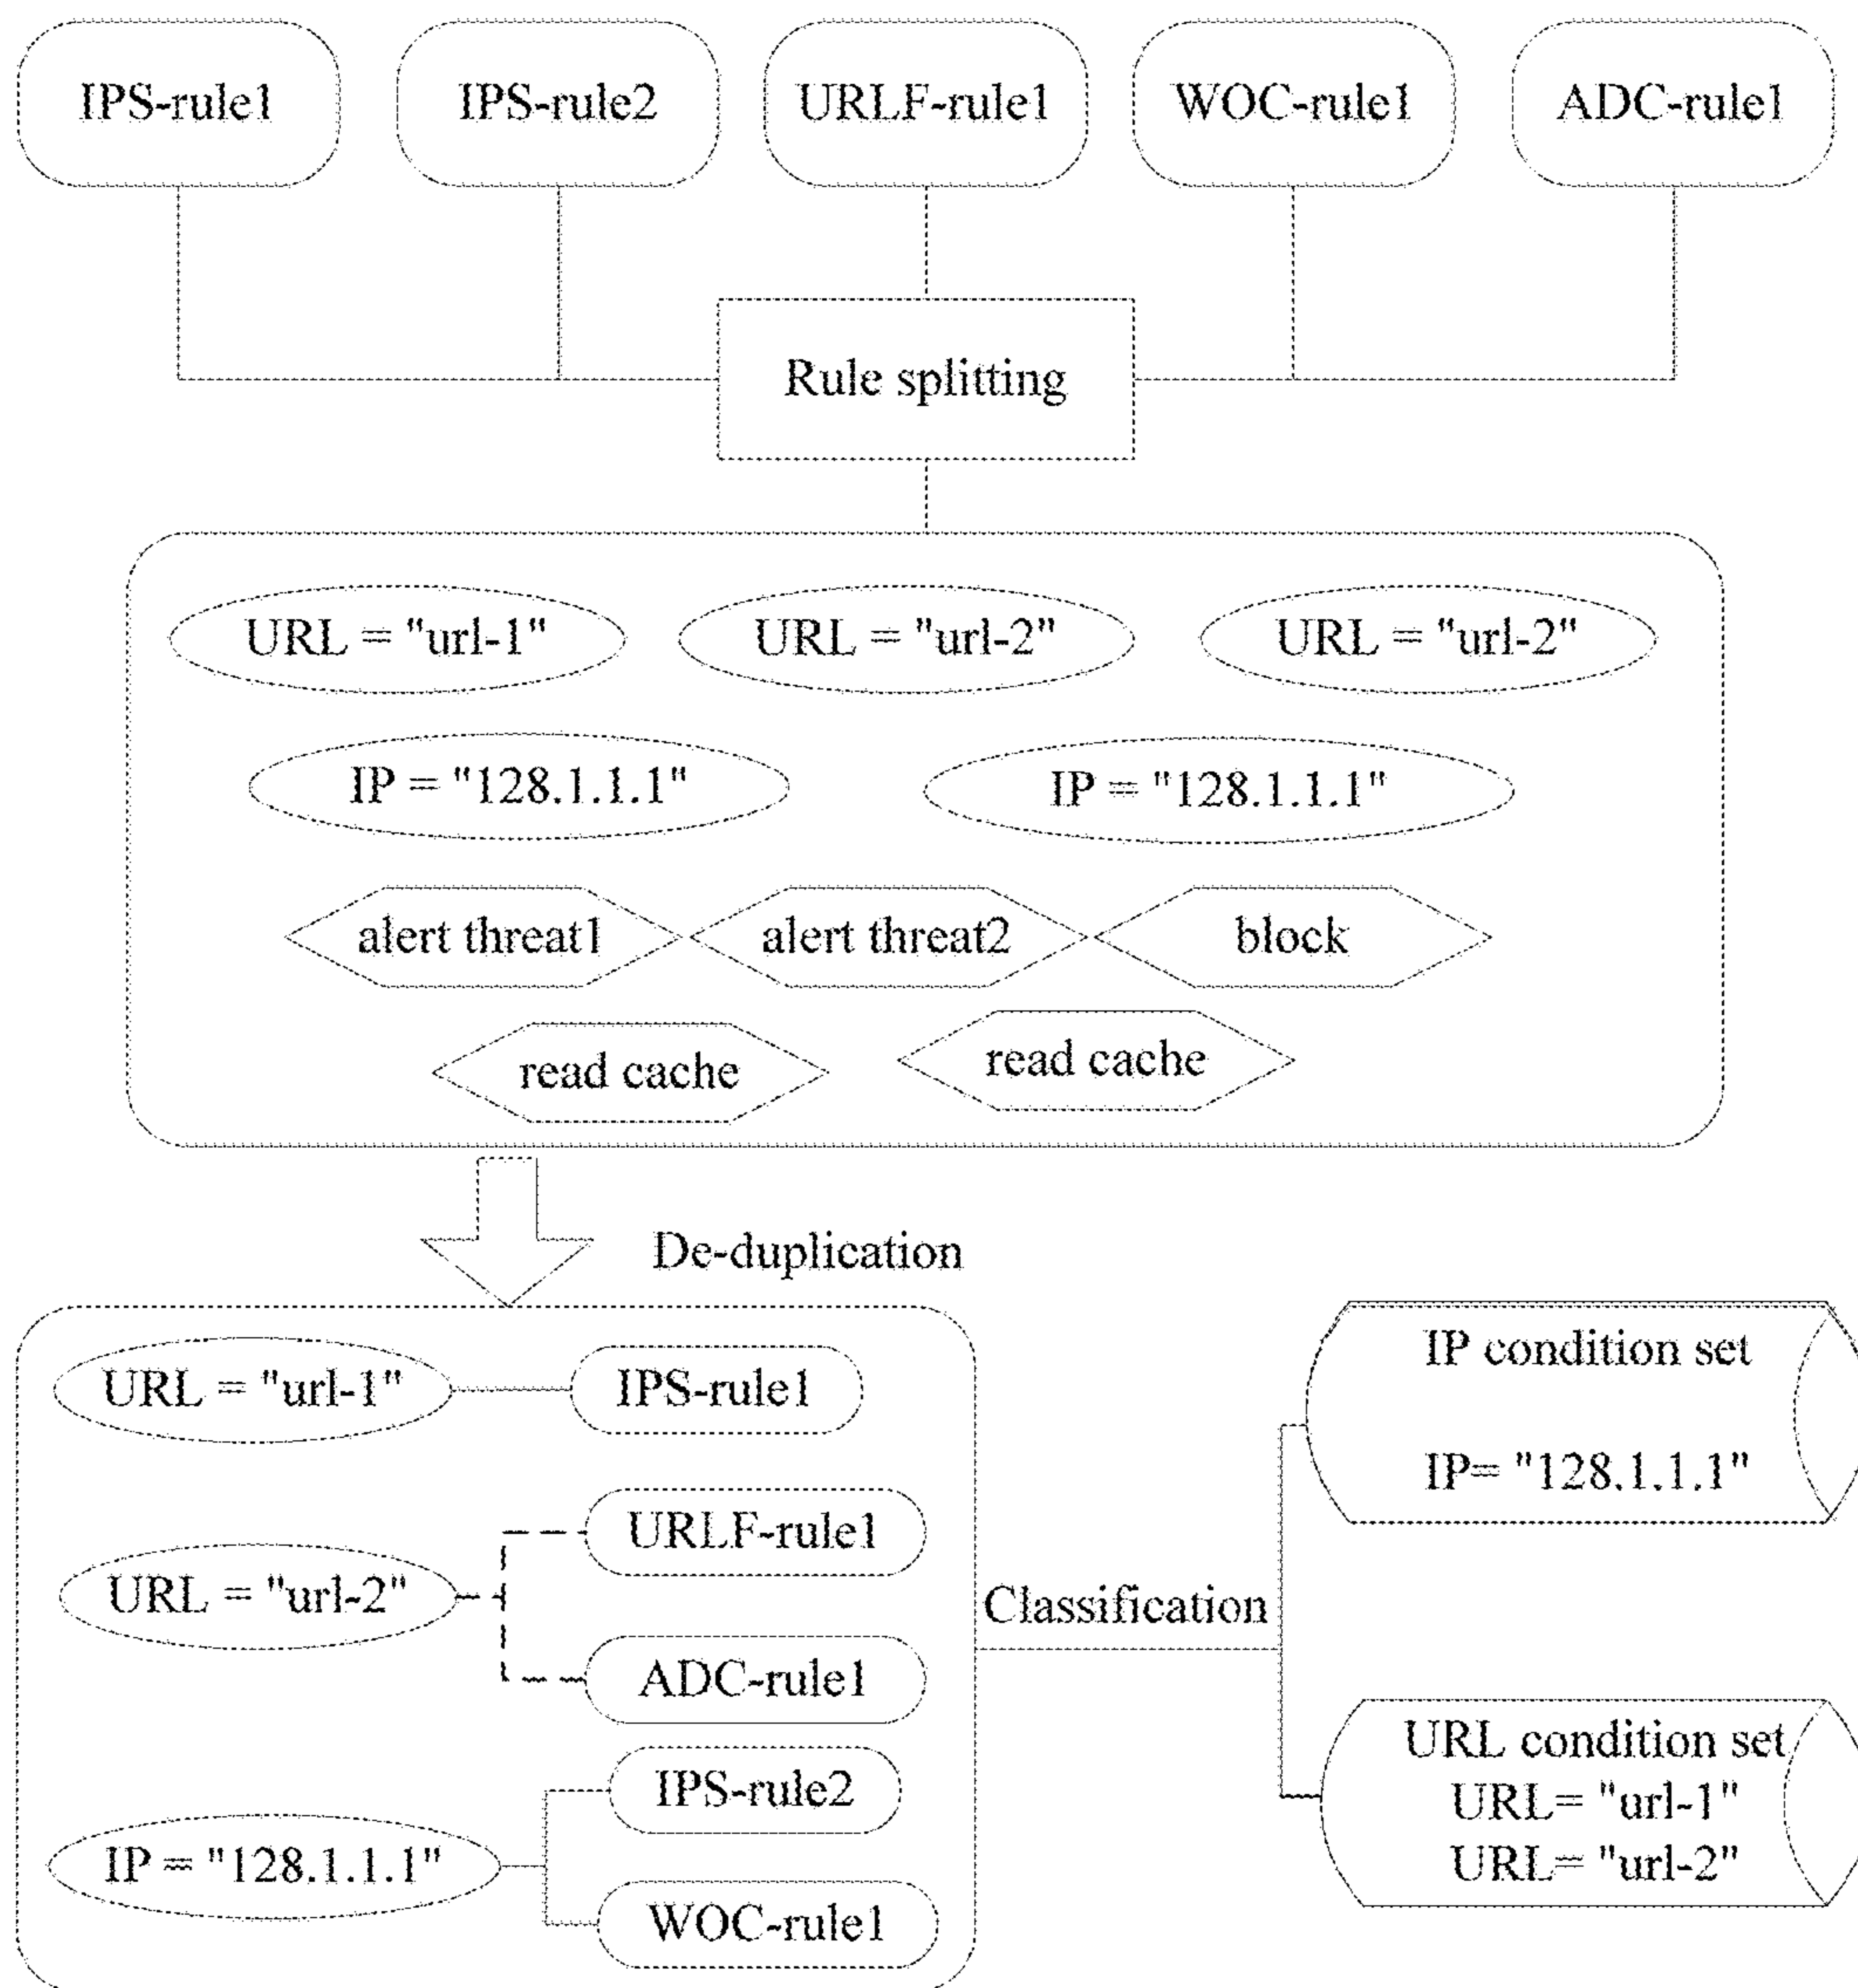 IPS-rule1
IPS-rule2
URLF-rule1
WOC-rule1
ADC-rule1
Rule splitting
URL = "url-1"
URL = "url-2"
URL = "url-2"
IP = "128.1.1.1"
IP = "128.1.1.1"
alert threat1
alert threat2
block
read cache
read cache
De-duplication
URL = "url-1"
IPS-rule1
URL = "url-2"
URLF-rule1
ADC-rule1
IP = "128.1.1.1"
IPS-rule2
WOC-rule1
Classification
IP condition set
IP= "128.1.1.1"
URL condition set
URL= "url-1"
URL= "url-2"